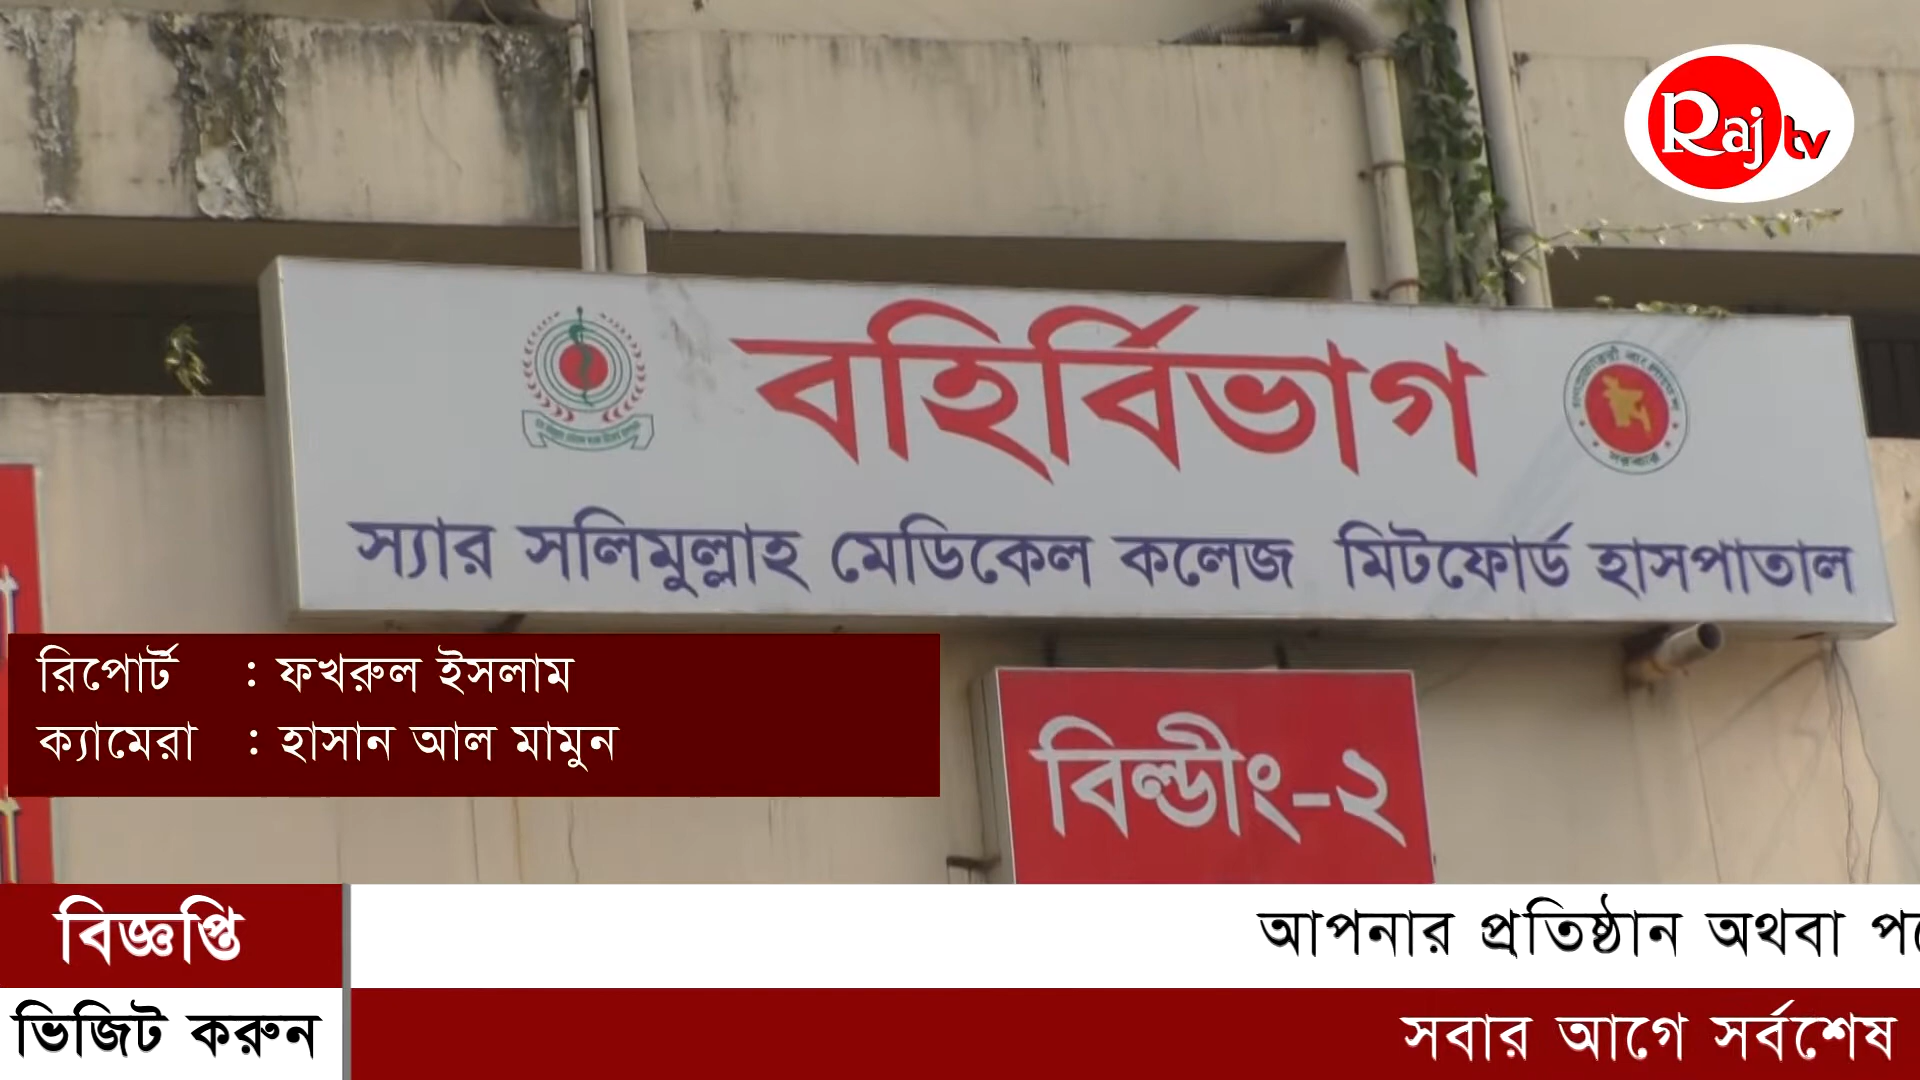 Raj tv
বহির্বিভাগ
স্যার সলিমুল্লাহ মেডিকেল কলেজ মিটফোর্ড হাসপাতাল
রিপোর্ট : ফখরুল ইসলাম
ক্যামেরা : হাসান আল মামুন
বিল্ডীং-২
বিজ্ঞপ্তি
আপনার প্রতিষ্ঠান অথবা
ভিজিট করুন
সবার আগে সর্বশেষ